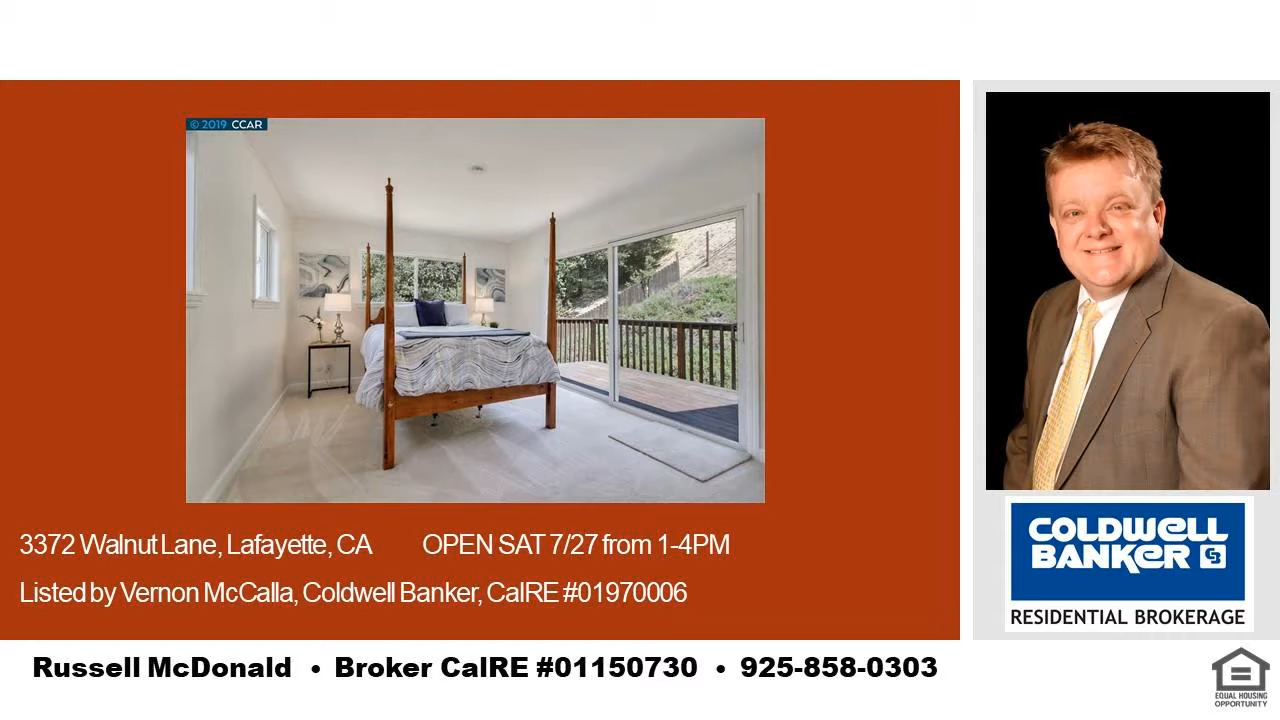 © 2019 CCAR
3372 Walnut Lane, Lafayette, CA OPEN SAT 7/27 from 1-4PM
Listed by Vernon McCalla, Coldwell Banker, CalRE #01970006
COLDWELL
BANKER CB
RESIDENTIAL BROKERAGE
Russell McDonald • Broker CalRE #01150730 • 925-858-0303
EQUAL HOUSING
OPPORTUNITY